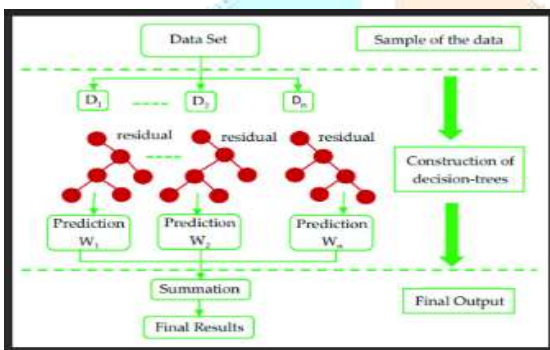 Data Set
Sample of the data
D1
D2
Dn
residual
residual
residual
Construction of
decision-trees
Prediction
W1
Prediction
W2
Prediction
Wn
Summation
Final Output
Final Results